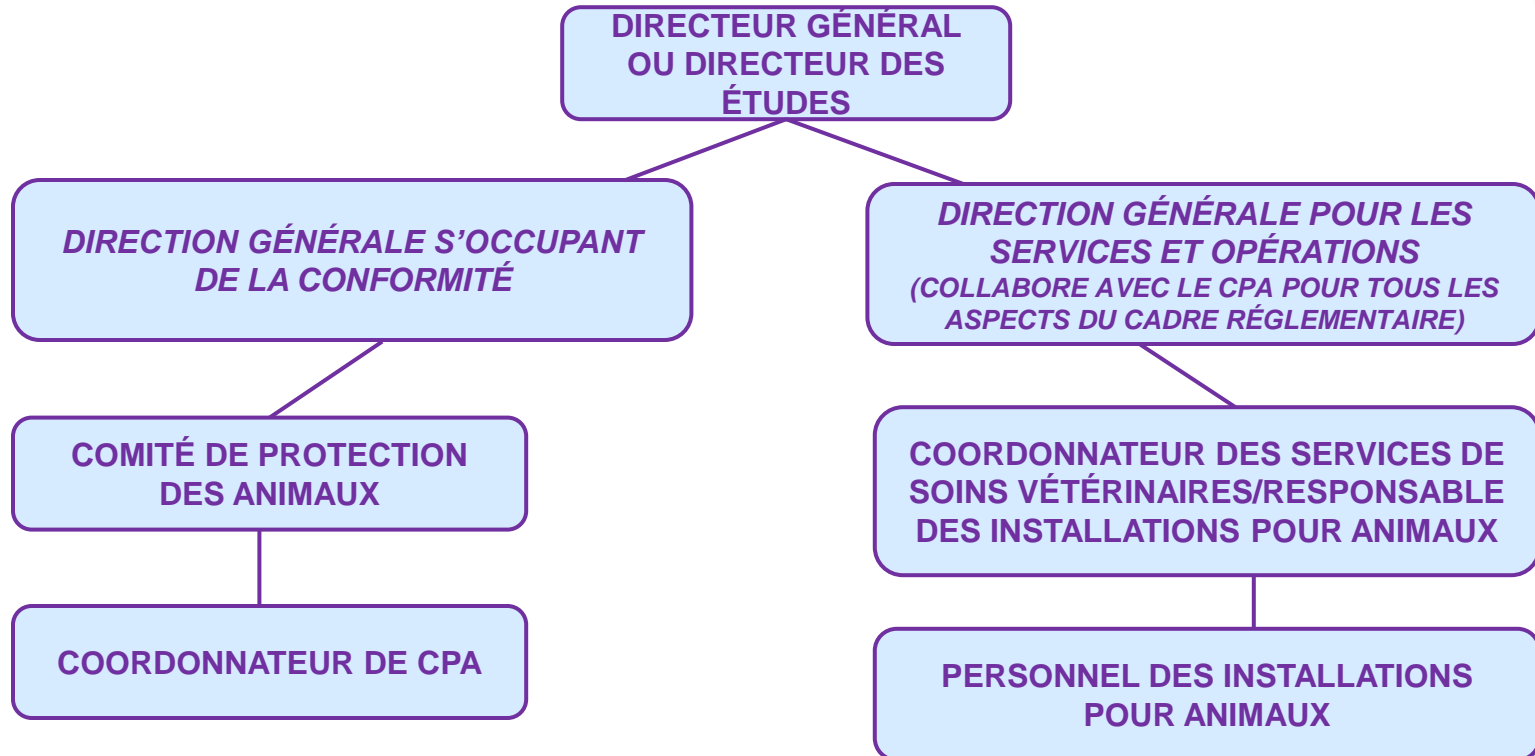 DIRECTEUR GÉNÉRAL
OU DIRECTEUR DES
ÉTUDES
DIRECTION GÉNÉRALE S’OCCUPANT
DE LA CONFORMITÉ
DIRECTION GÉNÉRALE POUR LES
SERVICES ET OPÉRATIONS
(COLLABORE AVEC LE CPA POUR TOUS LES
ASPECTS DU CADRE RÉGLEMENTAIRE)
COMITÉ DE PROTECTION
DES ANIMAUX
COORDONNATEUR DES SERVICES DE
SOINS VÉTÉRINAIRES/RESPONSABLE
DES INSTALLATIONS POUR ANIMAUX
COORDONNATEUR DE CPA
PERSONNEL DES INSTALLATIONS
POUR ANIMAUX